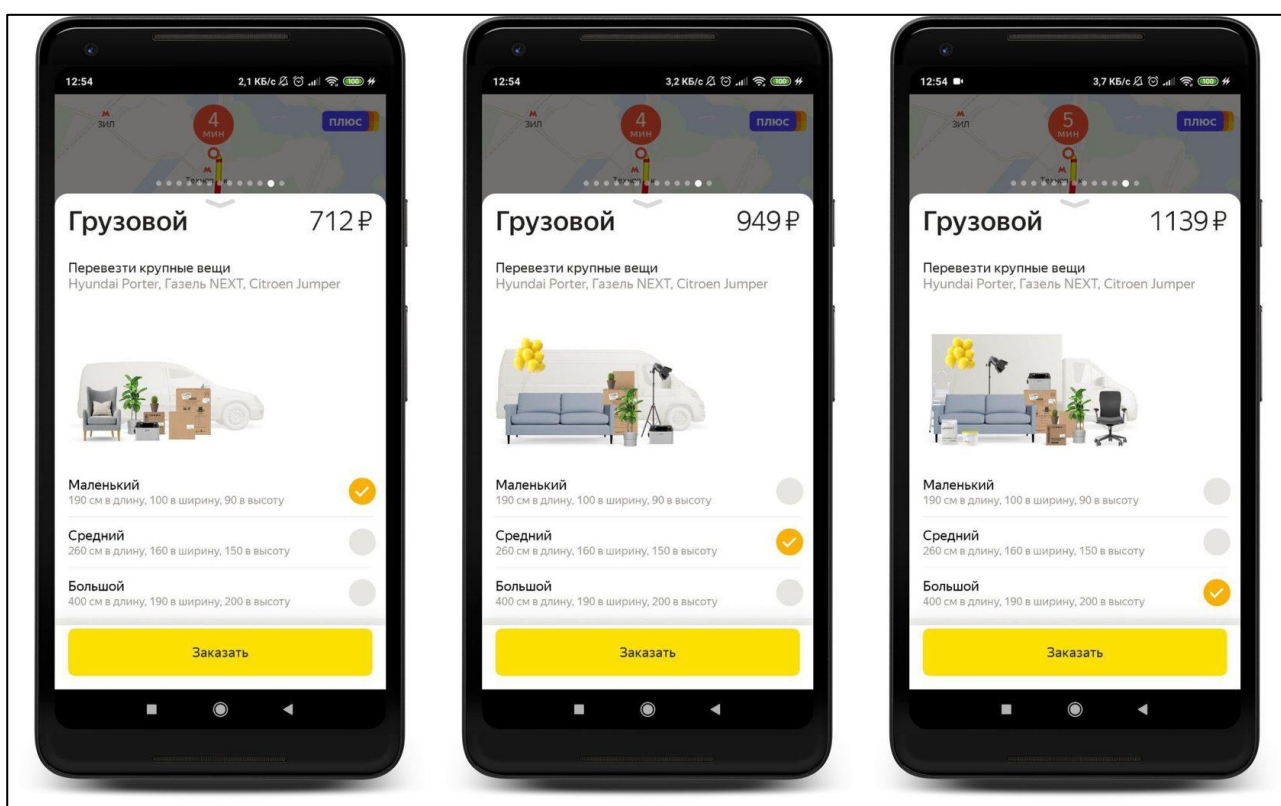 12:54
2,1 КБ/с
100
ЗИЛ
4
мин
плюс
Грузовой
712 ₽
Перевезти крупные вещи
Hyundai Porter, Газель NEXT, Citroen Jumper
Маленький
190 см в длину, 100 в ширину, 90 в высоту
Средний
260 см в длину, 160 в ширину, 150 в высоту
Большой
400 см в длину, 190 в ширину, 200 в высоту
Заказать
12:54
3,2 КБ/с
100
ЗИЛ
4
мин
плюс
Грузовой
949 ₽
Перевезти крупные вещи
Hyundai Porter, Газель NEXT, Citroen Jumper
Маленький
190 см в длину, 100 в ширину, 90 в высоту
Средний
260 см в длину, 160 в ширину, 150 в высоту
Большой
400 см в длину, 190 в ширину, 200 в высоту
Заказать
12:54
3,7 КБ/с
100
ЗИЛ
5
мин
плюс
Грузовой
1139 ₽
Перевезти крупные вещи
Hyundai Porter, Газель NEXT, Citroen Jumper
Маленький
190 см в длину, 100 в ширину, 90 в высоту
Средний
260 см в длину, 160 в ширину, 150 в высоту
Большой
400 см в длину, 190 в ширину, 200 в высоту
Заказать